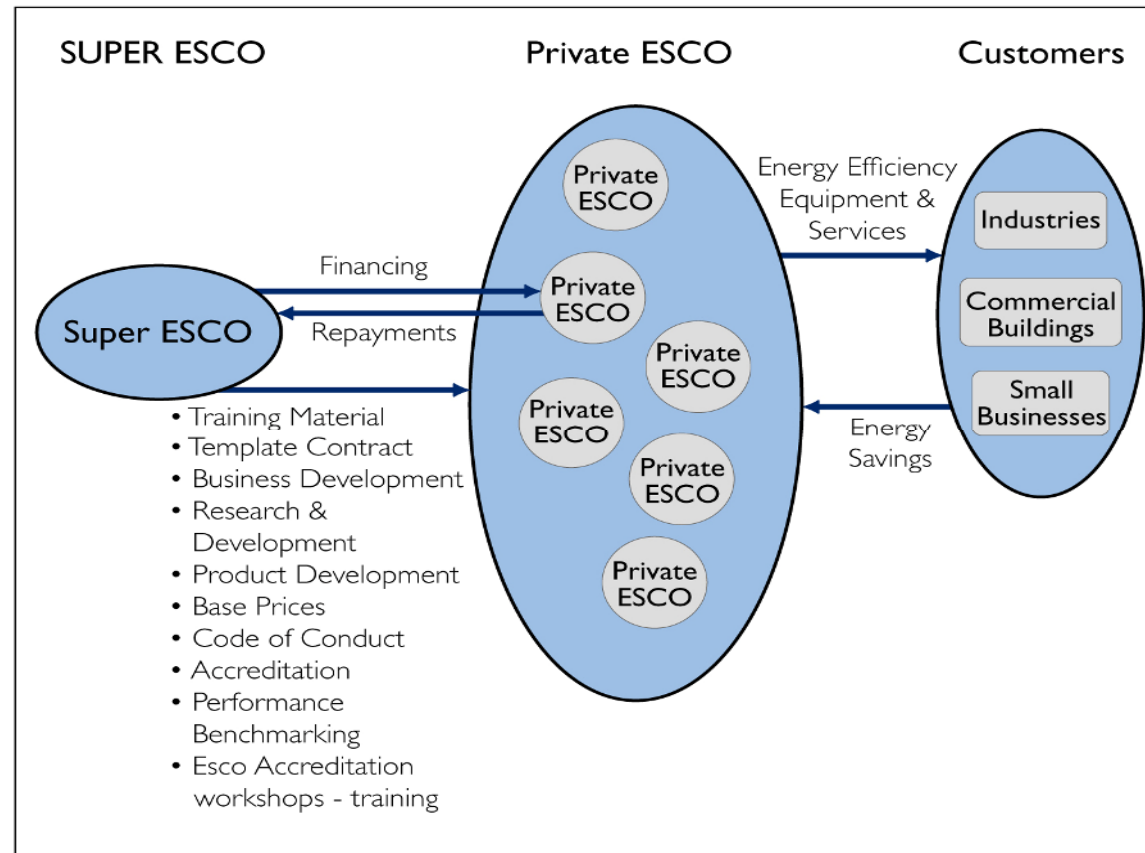 SUPER ESCO
Private ESCO
Customers
Private
ESCO
Private
ESCO
Private
ESCO
Private
ESCO
Private
ESCO
Private
ESCO
Super ESCO
Financing
Repayments
• Training Material
• Template Contract
• Business Development
• Research &
Development
• Product Development
• Base Prices
• Code of Conduct
• Accreditation
• Performance
Benchmarking
• Esco Accreditation
workshops - training
Energy Efficiency
Equipment &
Services
Energy
Savings
Industries
Commercial
Buildings
Small
Businesses